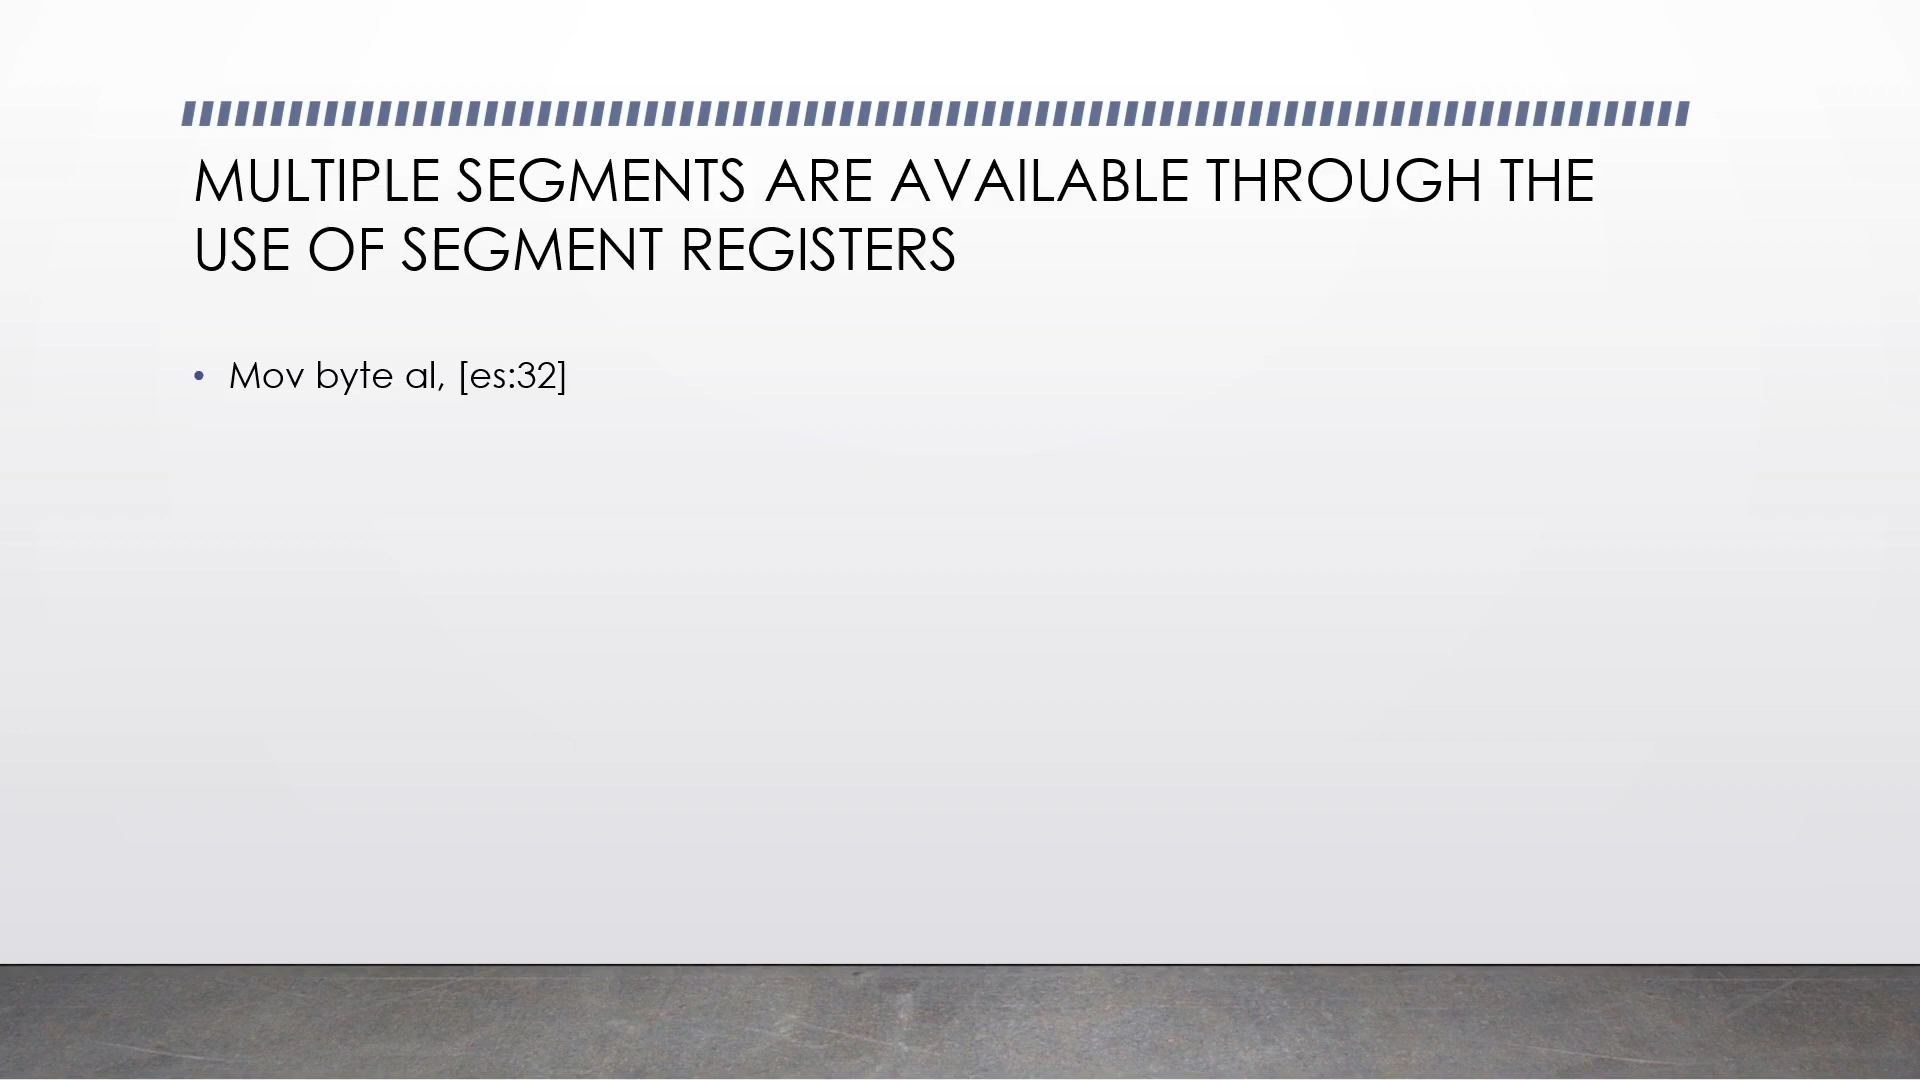 MULTIPLE SEGMENTS ARE AVAILABLE THROUGH THE
USE OF SEGMENT REGISTERS
• Mov byte al, [es:32]